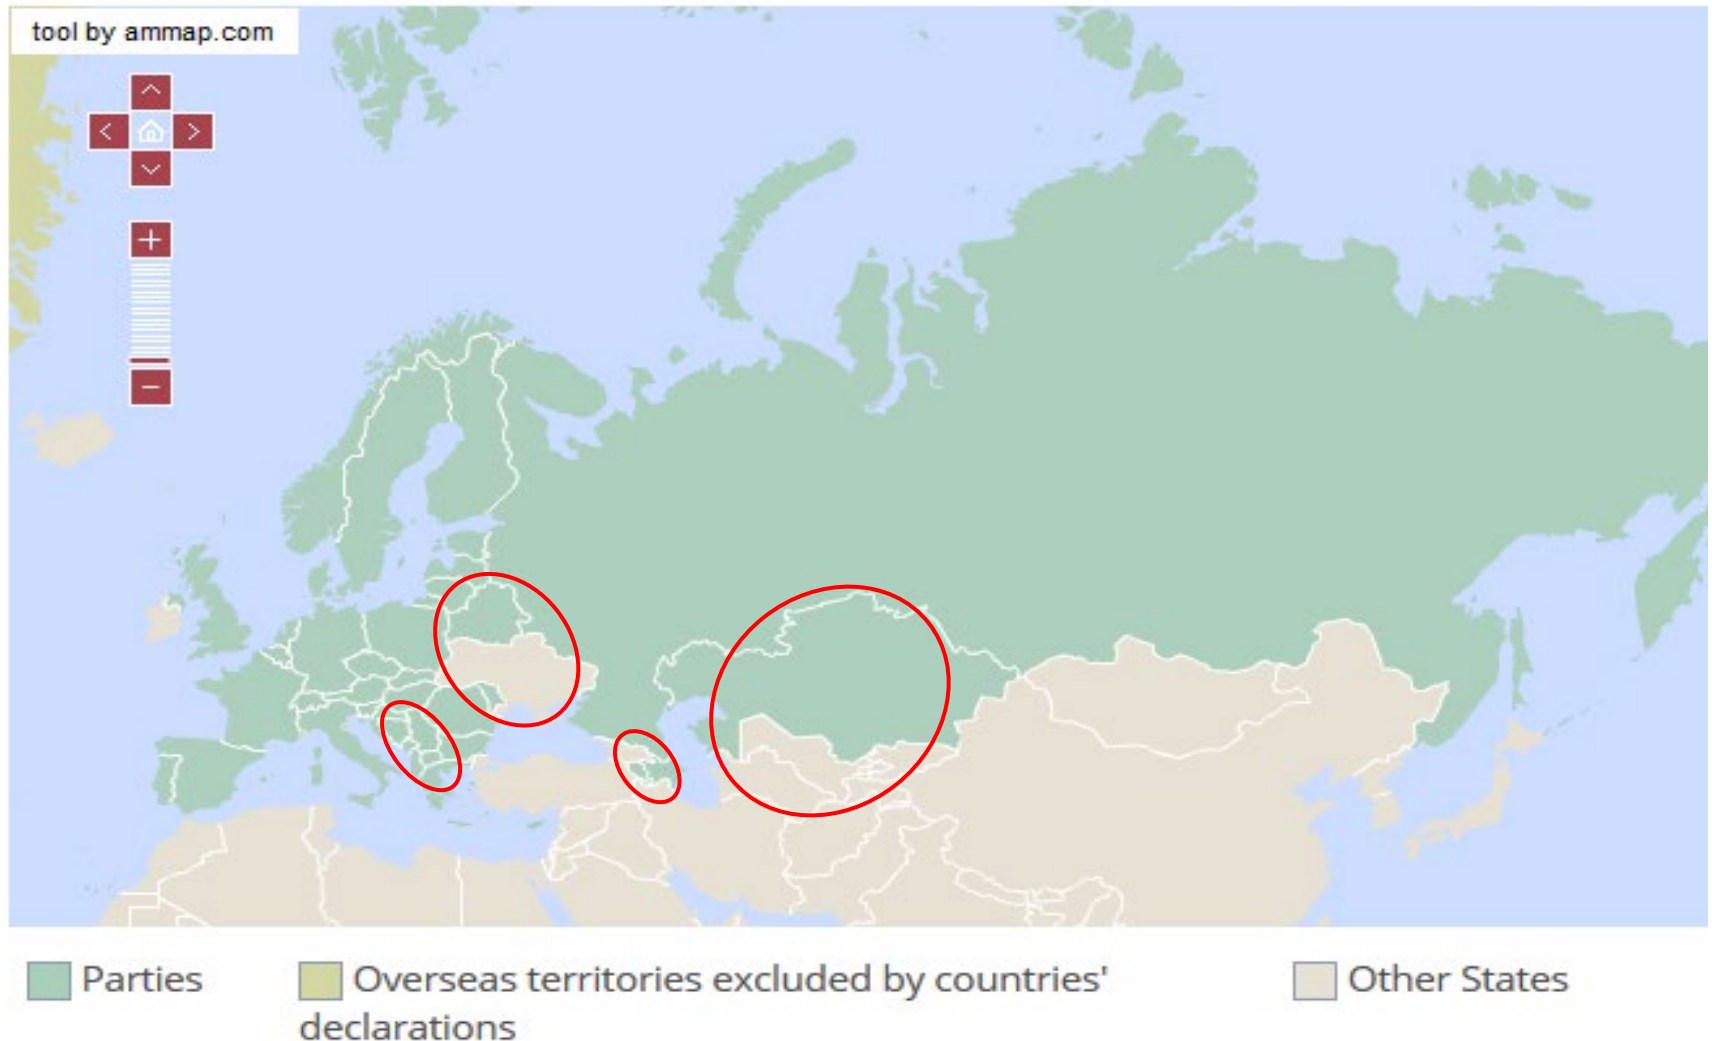 tool by ammap.com
Parties
Overseas territories excluded by countries'
declarations
Other States